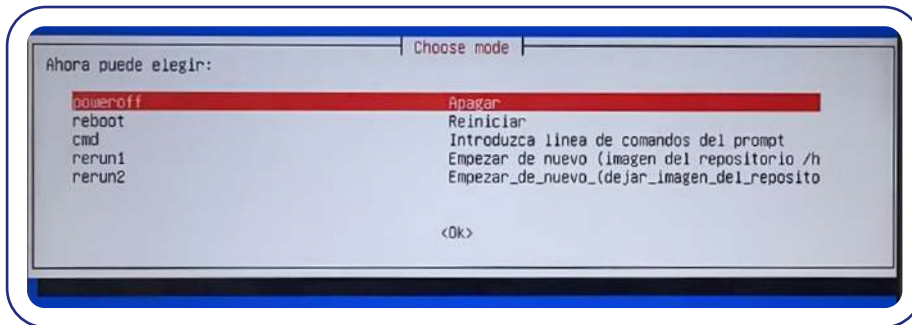 Choose mode
Ahora puede elegir:
poweroff Apagar
reboot Reiniciar
cmd Introduzca linea de comandos del prompt
rerun1 Empezar de nuevo (imagen del repositorio /h
rerun2 Empezar_de_nuevo_(dejar_imagen_del_reposito
<Ok>